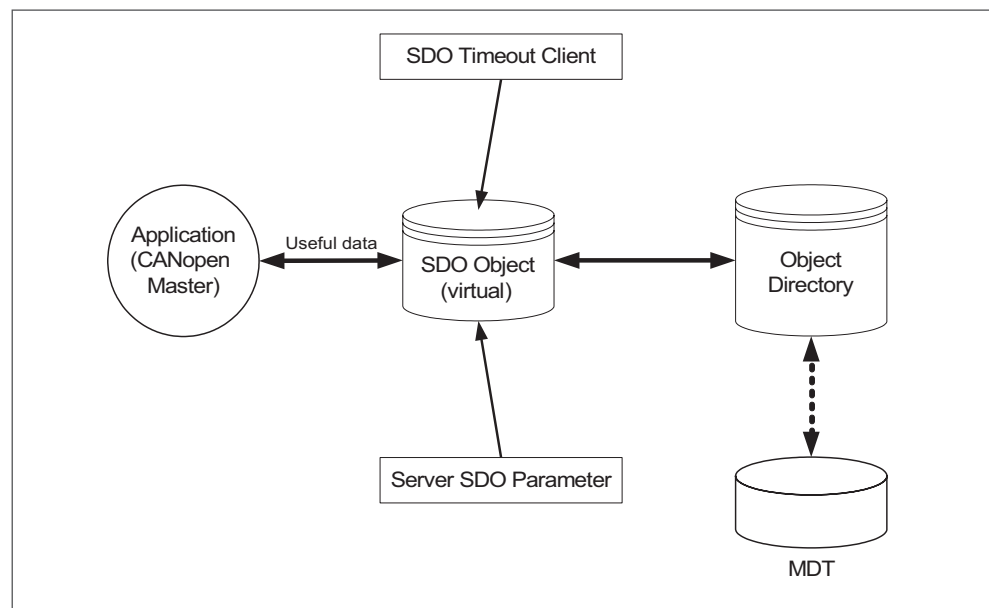 SDO Timeout Client
Application
(CANopen
Master)
Useful data
SDO Object
(virtual)
Object
Directory
Server SDO Parameter
MDT